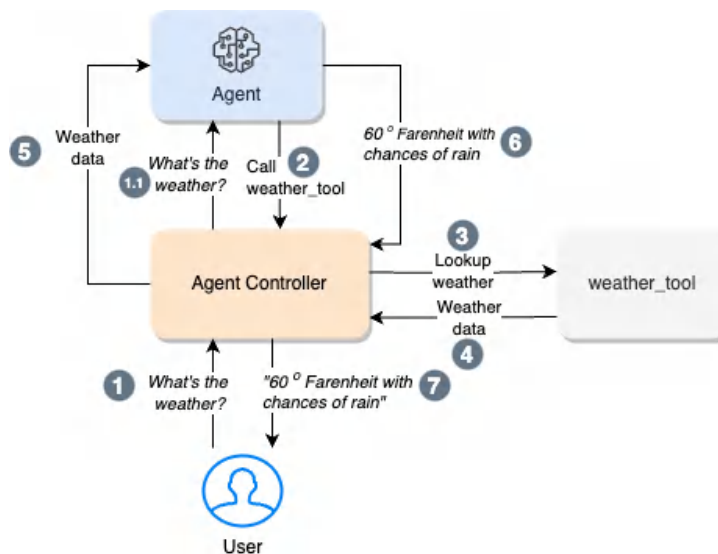 Agent
5
Weather
data
1.1
What's the
weather?
2
Call
weather_tool
60 ° Farenheit with
chances of rain
6
Agent Controller
3
Lookup
weather
Weather
data
4
weather_tool
1
What's the
weather?
"60 ° Farenheit with
chances of rain"
7
User